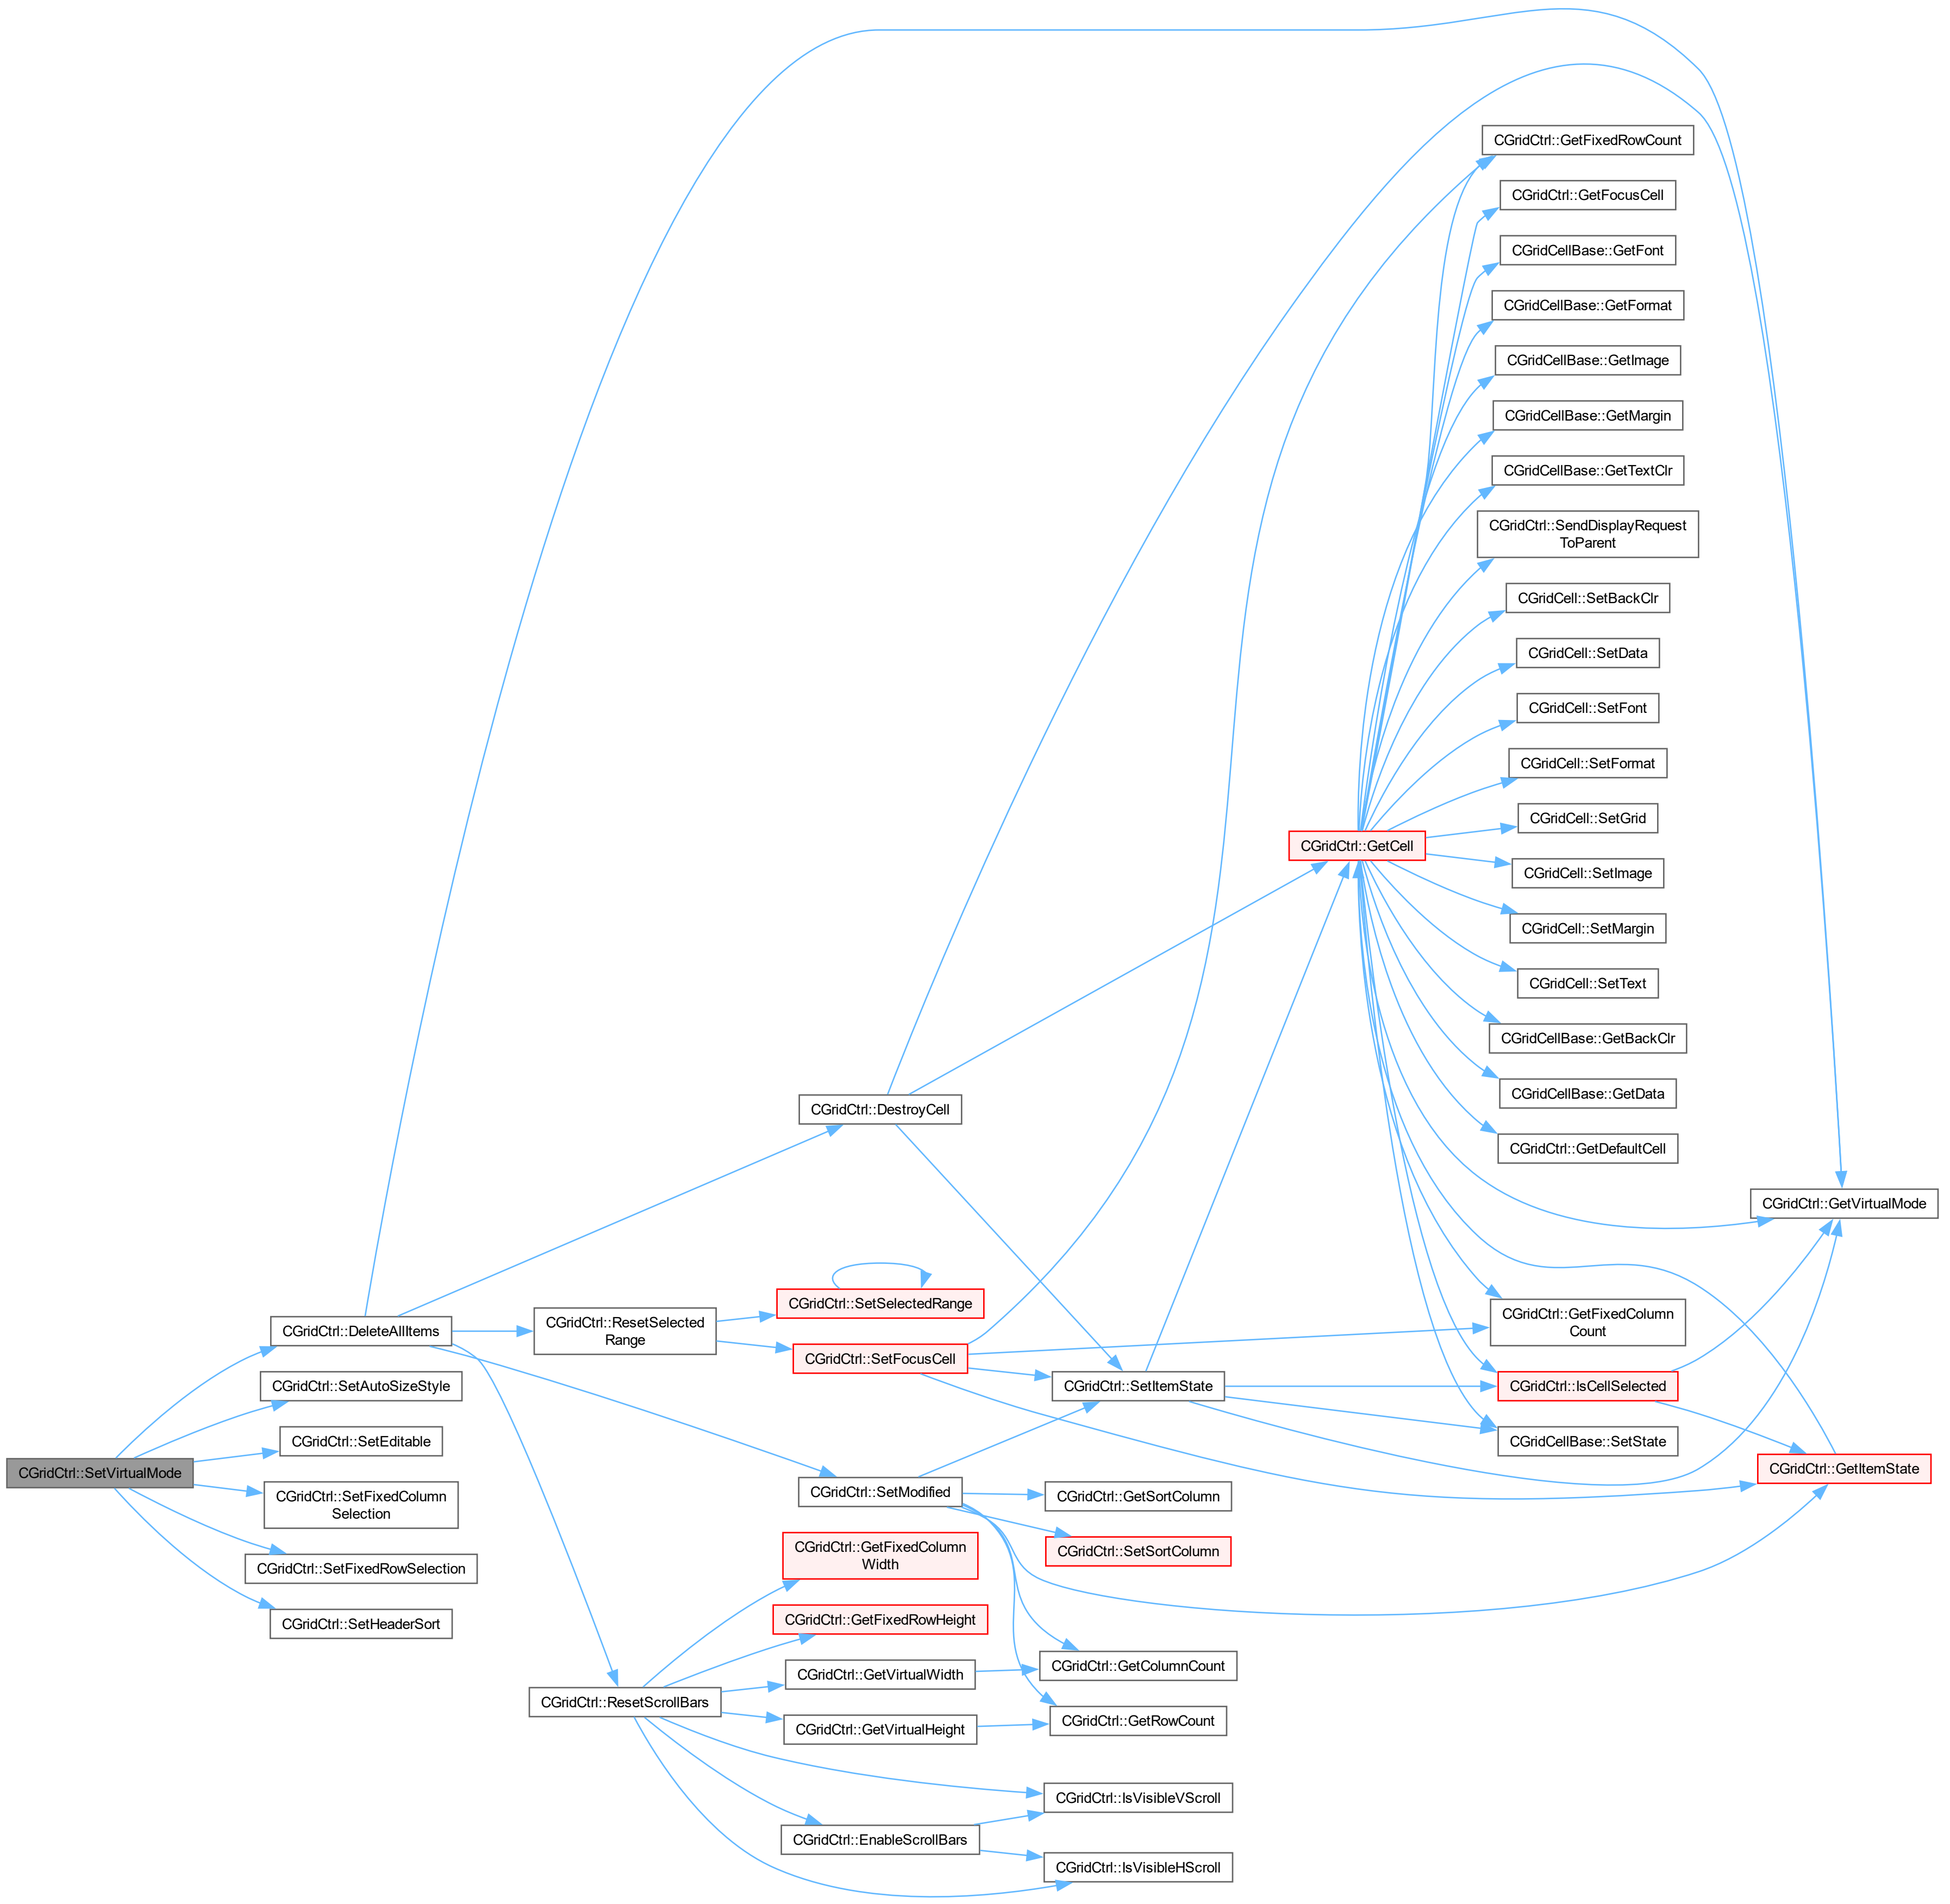 CGridCtrl::SetVirtualMode
CGridCtrl::DeleteAllItems
CGridCtrl::SetAutoSizeStyle
CGridCtrl::SetEditable
CGridCtrl::SetFixedColumn
Selection
CGridCtrl::SetFixedRowSelection
CGridCtrl::SetHeaderSort
CGridCtrl::ResetSelected
Range
CGridCtrl::ResetScrollBars
CGridCtrl::DestroyCell
CGridCtrl::SetSelectedRange
CGridCtrl::SetFocusCell
CGridCtrl::SetModified
CGridCtrl::GetFixedColumn
Width
CGridCtrl::GetFixedRowHeight
CGridCtrl::GetVirtualWidth
CGridCtrl::GetVirtualHeight
CGridCtrl::EnableScrollBars
CGridCtrl::SetItemState
CGridCtrl::GetSortColumn
CGridCtrl::SetSortColumn
CGridCtrl::GetColumnCount
CGridCtrl::GetRowCount
CGridCtrl::IsVisibleVScroll
CGridCtrl::IsVisibleHScroll
CGridCtrl::GetCell
CGridCtrl::GetFixedRowCount
CGridCtrl::GetFocusCell
CGridCellBase::GetFont
CGridCellBase::GetFormat
CGridCellBase::GetImage
CGridCellBase::GetMargin
CGridCellBase::GetTextClr
CGridCtrl::SendDisplayRequest
ToParent
CGridCell::SetBackClr
CGridCell::SetData
CGridCell::SetFont
CGridCell::SetFormat
CGridCell::SetGrid
CGridCell::SetImage
CGridCell::SetMargin
CGridCell::SetText
CGridCellBase::GetBackClr
CGridCellBase::GetData
CGridCtrl::GetDefaultCell
CGridCtrl::GetFixedColumn
Count
CGridCtrl::IsCellSelected
CGridCellBase::SetState
CGridCtrl::GetVirtualMode
CGridCtrl::GetItemState